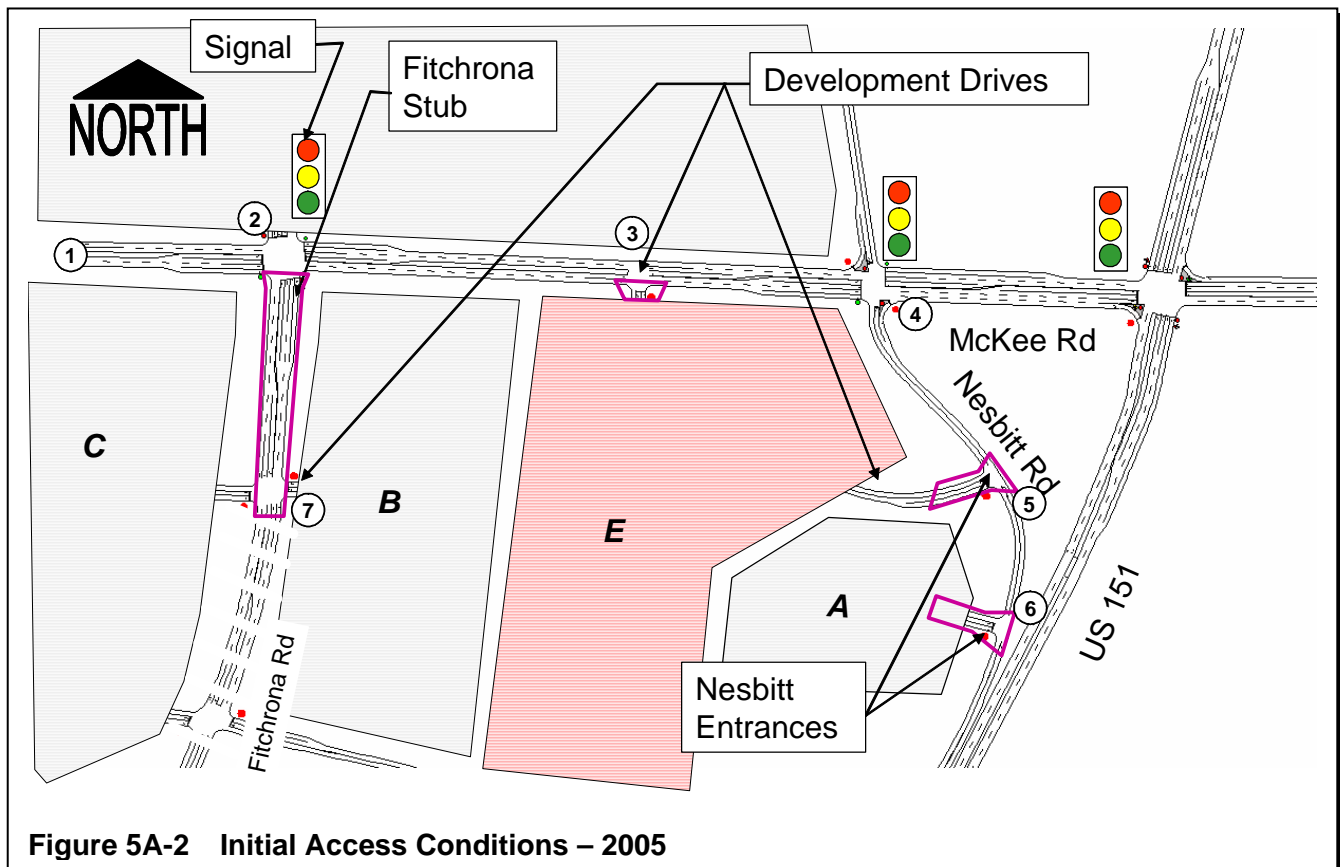 Signal
Fitchrona
Stub
Development Drives
NORTH
2
3
1
4
McKee Rd
Nesbitt Rd
C
B
E
5
7
A
6
US 151
Nesbitt
Entrances
Fitchrona Rd
Figure 5A-2 Initial Access Conditions – 2005